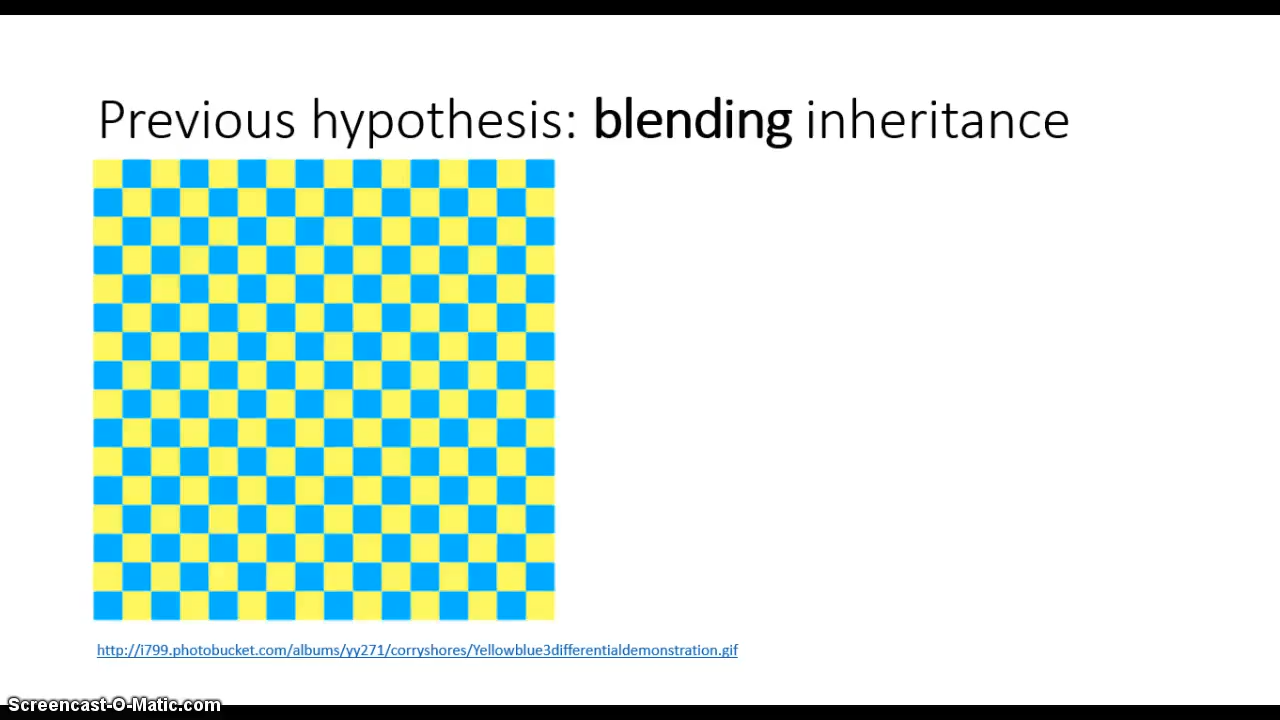 Previous hypothesis: blending inheritance
http://i799.photobucket.com/albums/yy271/corryshores/Yellowblue3differentialdemonstration.gif
Screencast-O-Matic.com